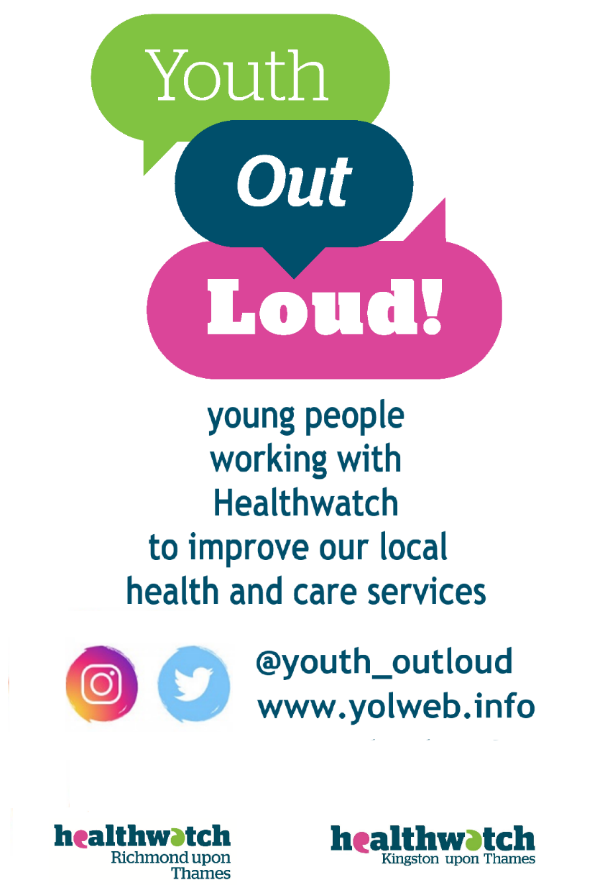 Youth
Out
Loud!
young people
working with
Healthwatch
to improve our local
health and care services
@youth_outloud
www.yolweb.info
healthwatch
Richmond upon
Thames
healthwatch
Kingston upon Thames